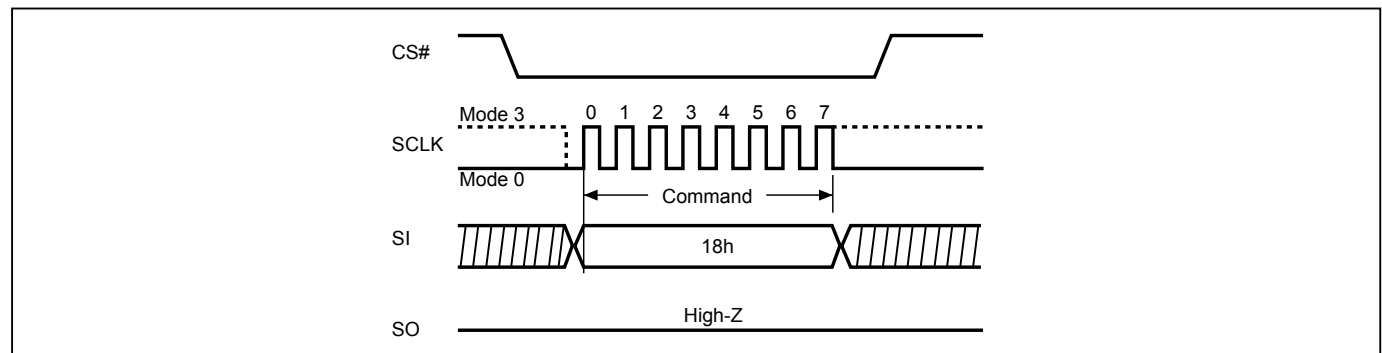 CS#
Mode 3
0 1 2 3 4 5 6 7
SCLK
Mode 0
Command
SI
18h
High-Z
SO